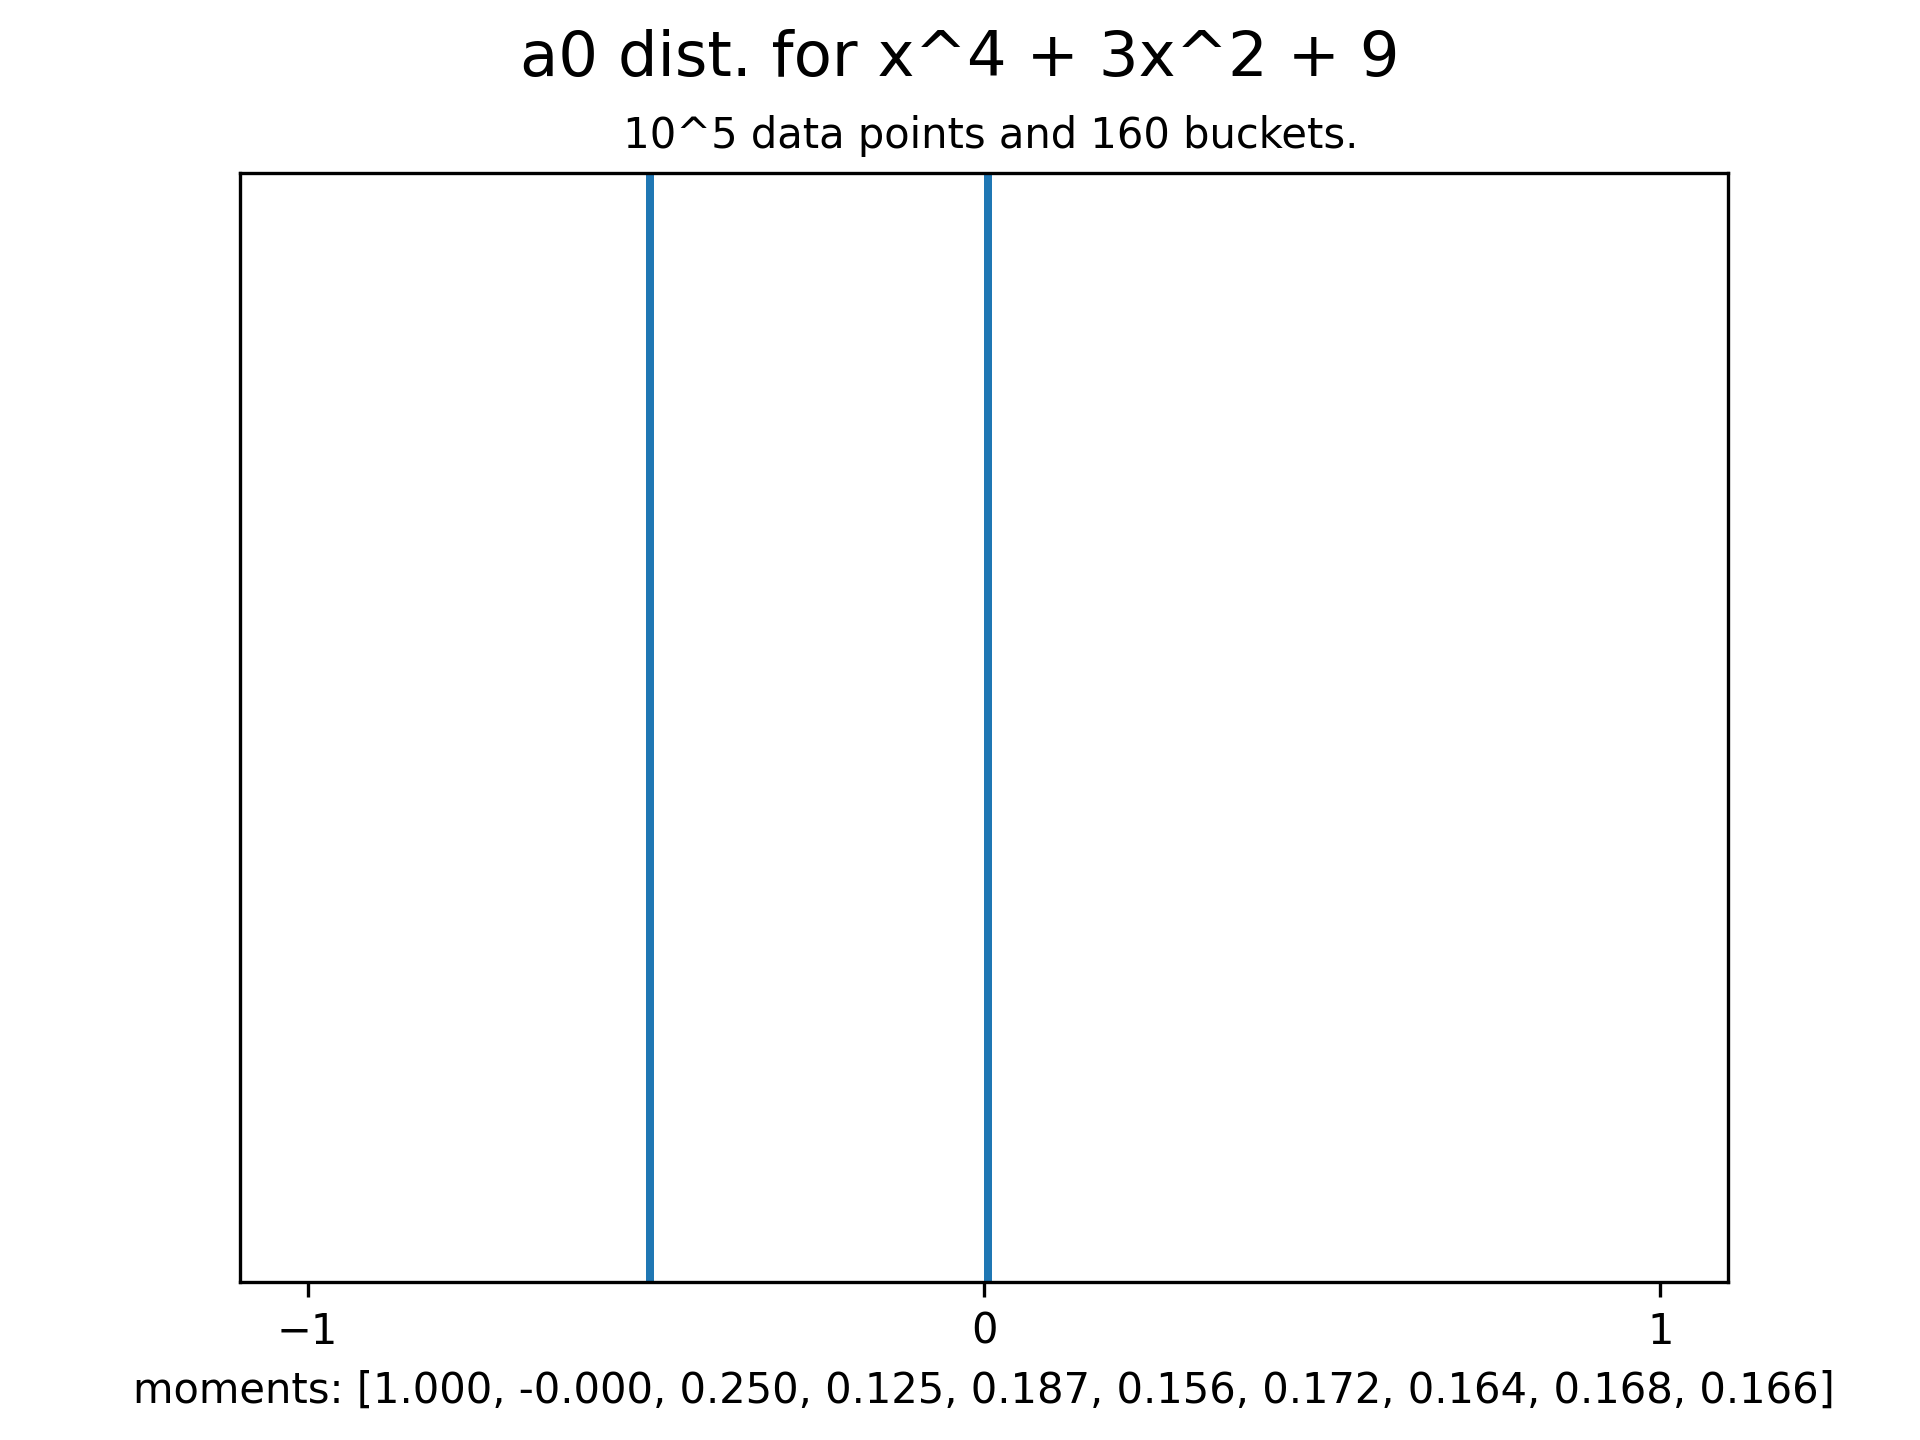 a0 dist. for x^4 + 3x^2 + 9
10^5 data points and 160 buckets.
−1 0 1
moments: [1.000, -0.000, 0.250, 0.125, 0.187, 0.156, 0.172, 0.164, 0.168, 0.166]